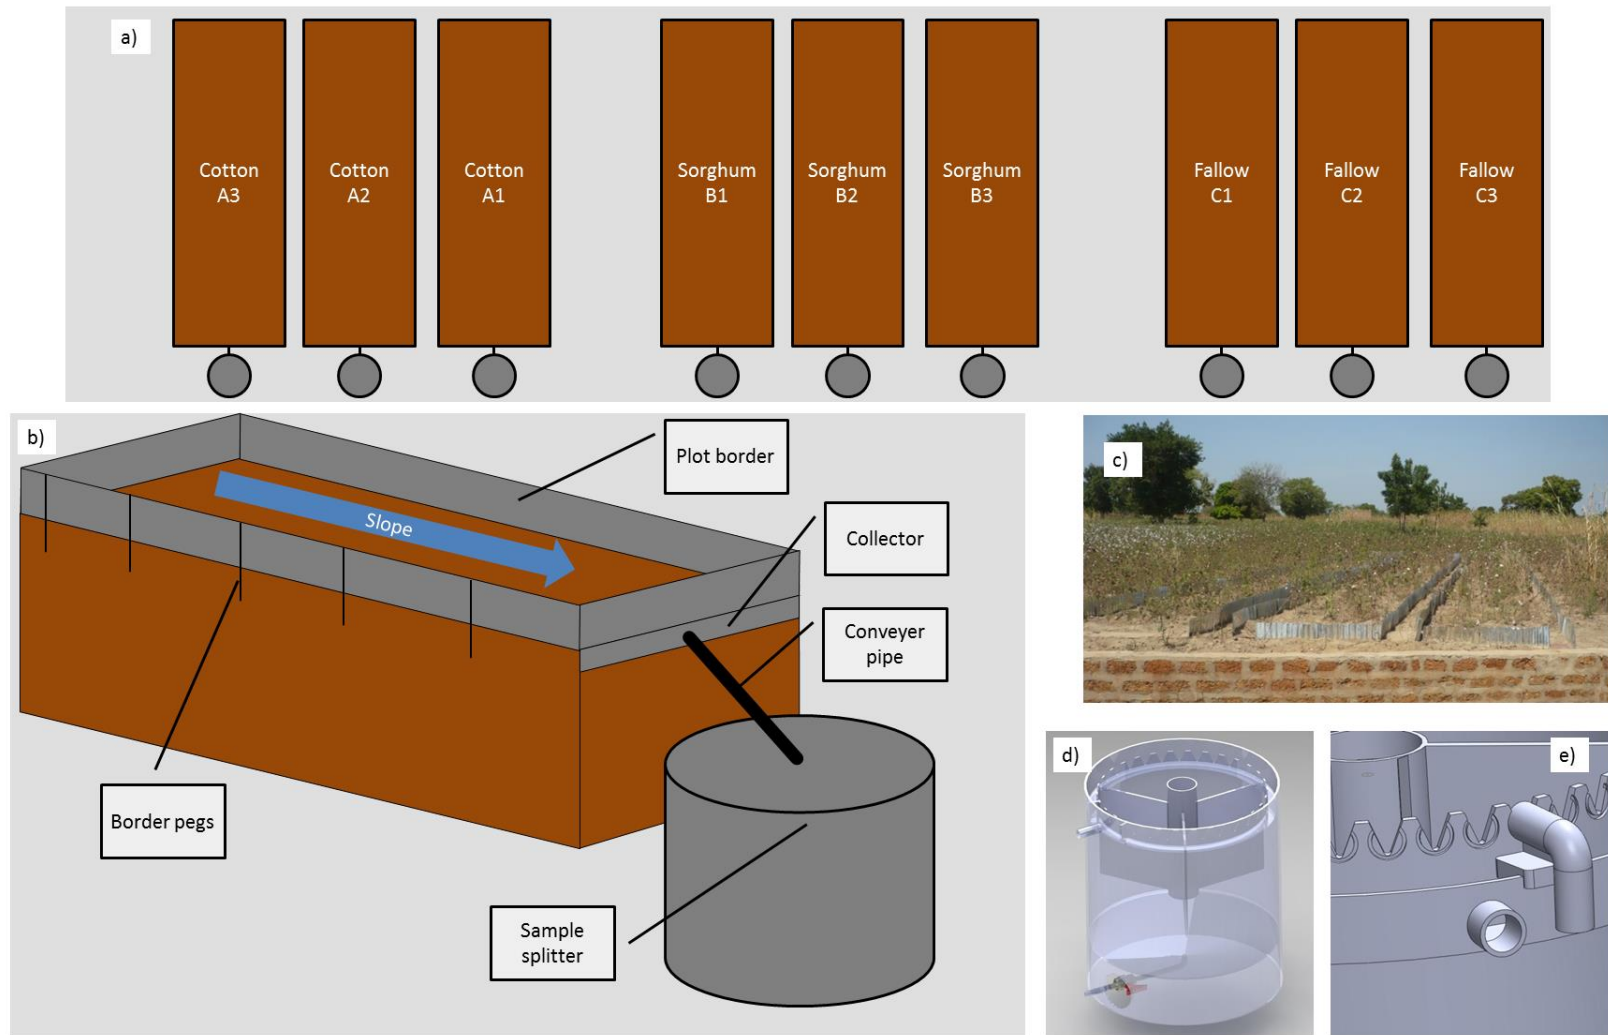 a)
Cotton
A3
Cotton
A2
Cotton
A1
Sorghum
B1
Sorghum
B2
Sorghum
B3
Fallow
C1
Fallow
C2
Fallow
C3
b)
Plot border
Slope
Collector
Conveyer
pipe
Border pegs
Sample
splitter
c)
d)
e)